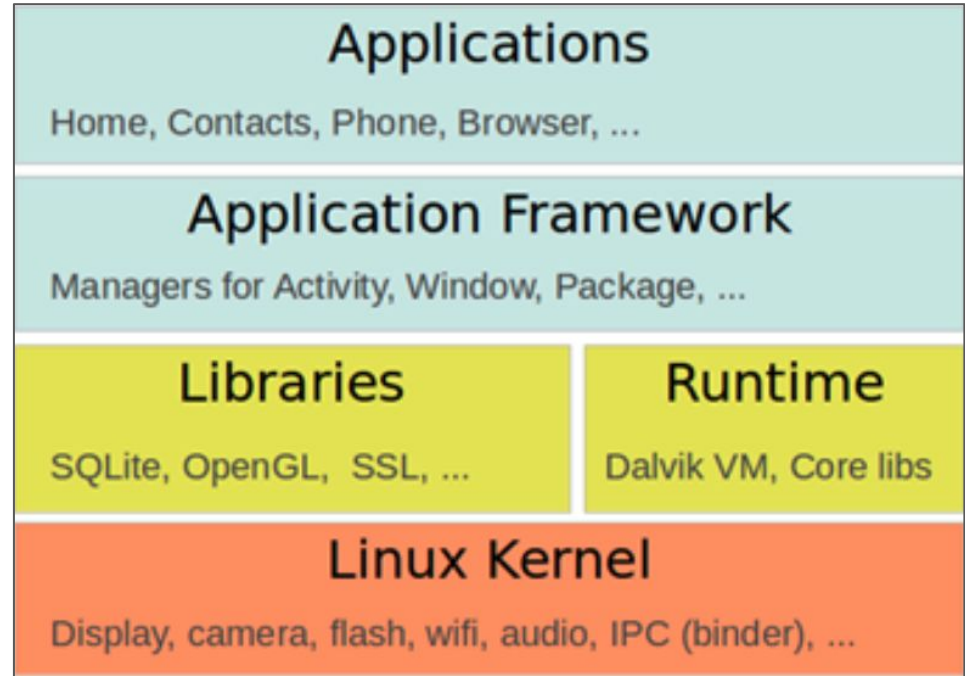 Applications
Home, Contacts, Phone, Browser, ...
Application Framework
Managers for Activity, Window, Package, ...
Libraries
SQLite, OpenGL, SSL, ...
Runtime
Dalvik VM, Core libs
Linux Kernel
Display, camera, flash, wifi, audio, IPC (binder), ...